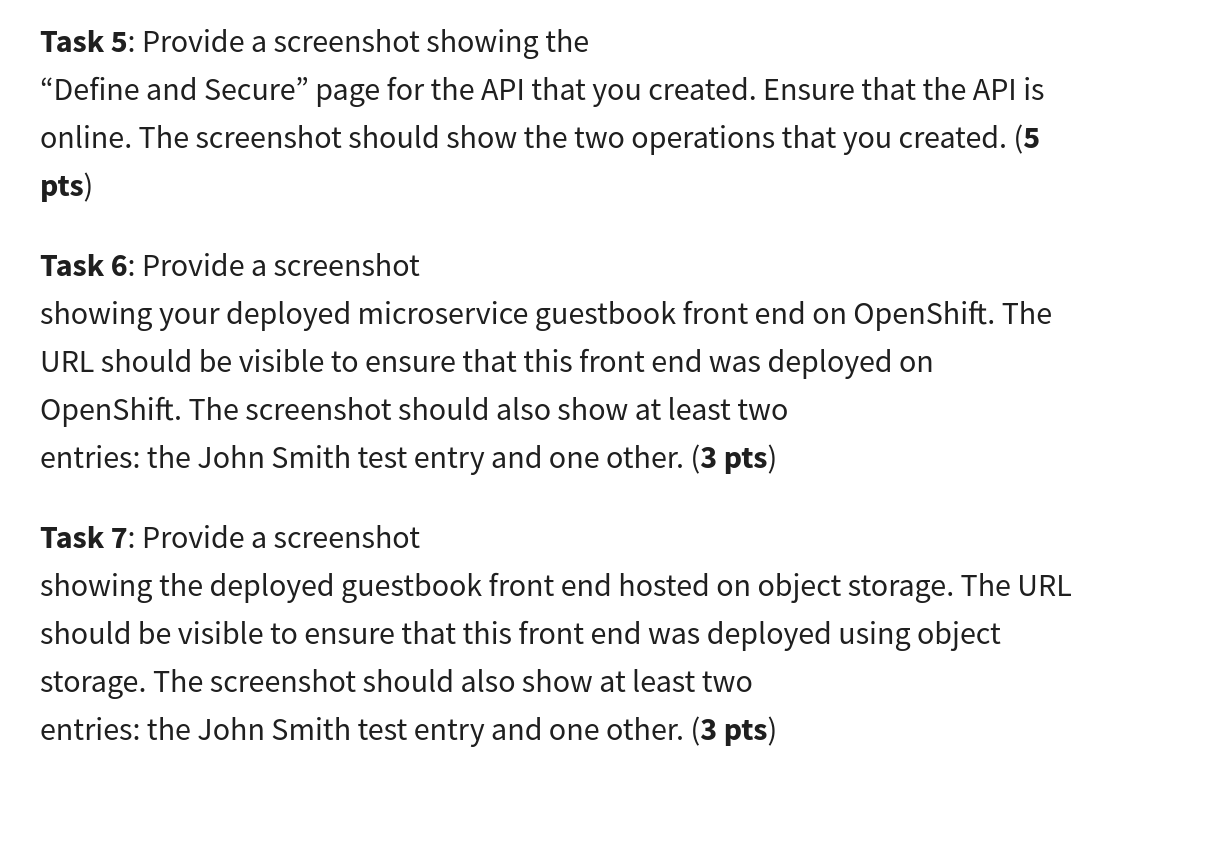 Task 5: Provide a screenshot showing the
“Define and Secure” page for the API that you created. Ensure that the API is
online. The screenshot should show the two operations that you created. (5
pts)
Task 6: Provide a screenshot
showing your deployed microservice guestbook front end on OpenShift. The
URL should be visible to ensure that this front end was deployed on
OpenShift. The screenshot should also show at least two
entries: the John Smith test entry and one other. (3 pts)
Task 7: Provide a screenshot
showing the deployed guestbook front end hosted on object storage. The URL
should be visible to ensure that this front end was deployed using object
storage. The screenshot should also show at least two
entries: the John Smith test entry and one other. (3 pts)